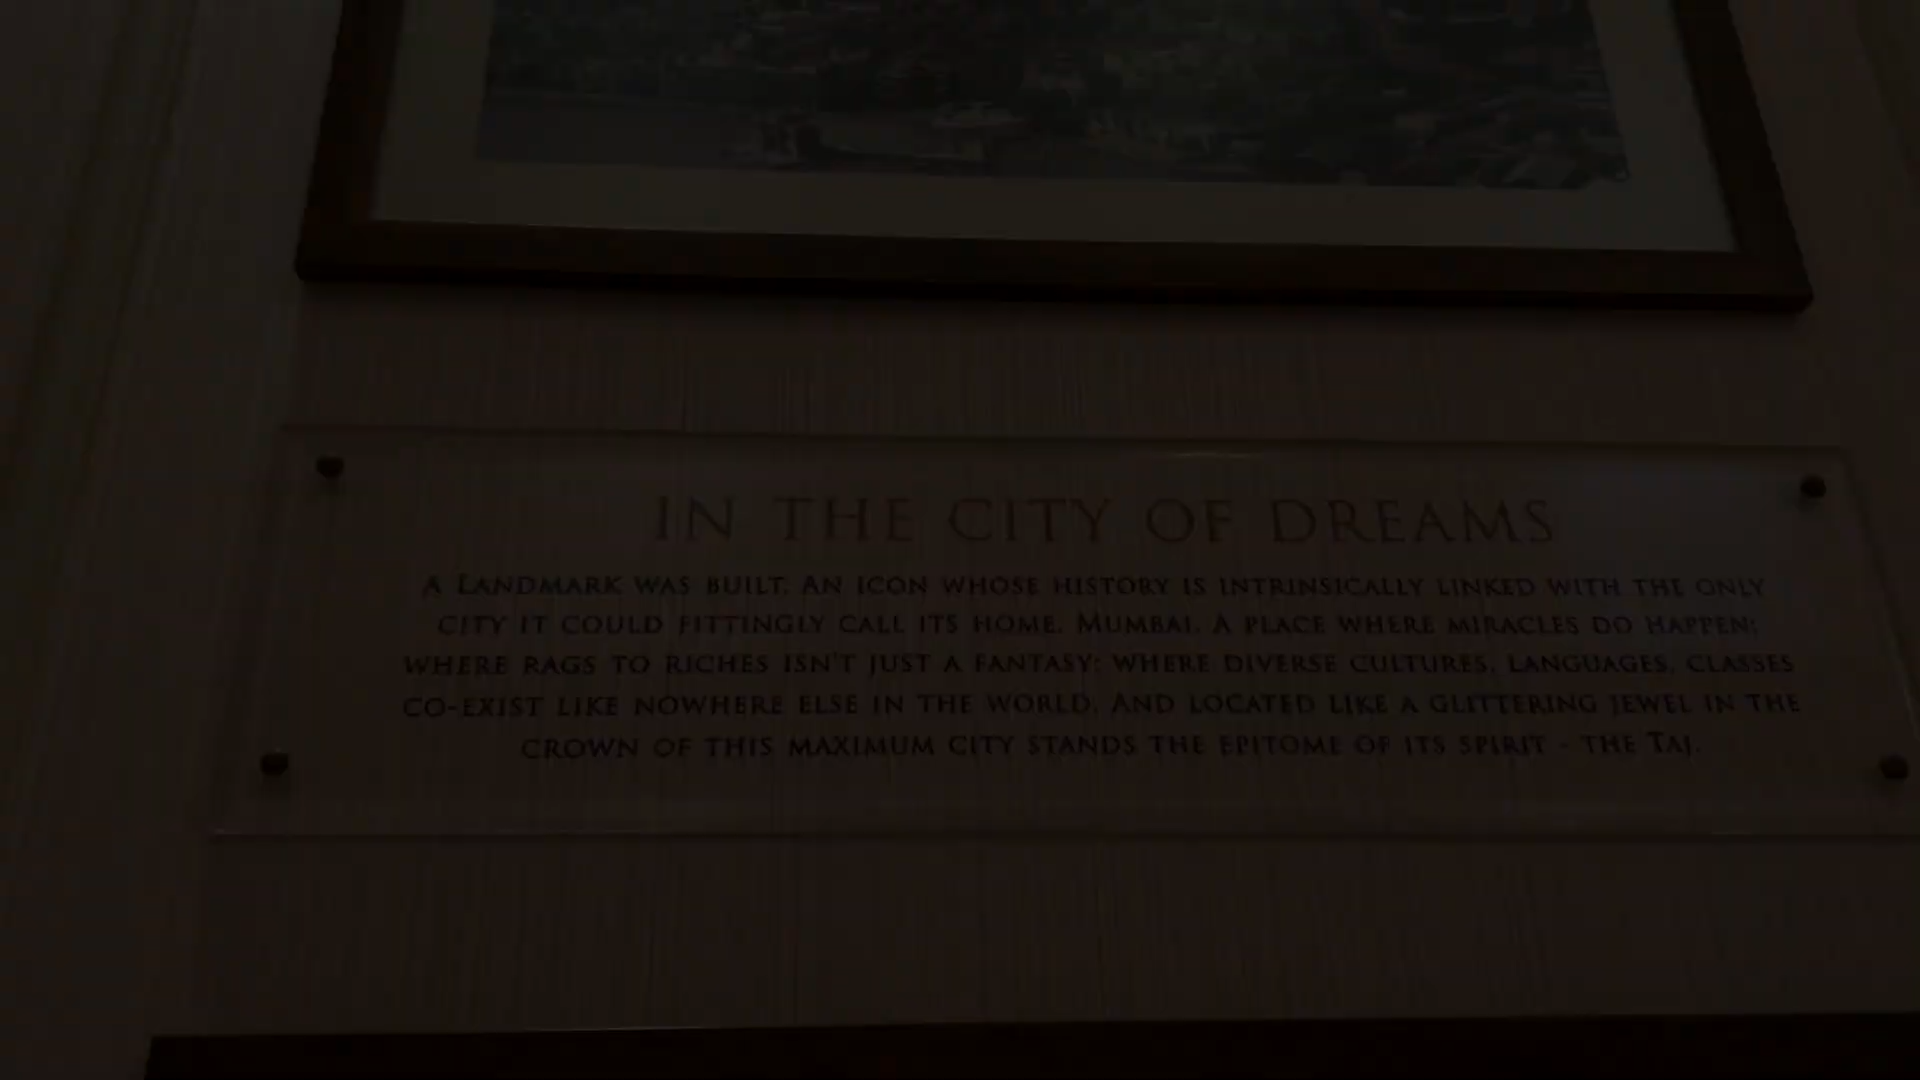 IN THE CITY OF DREAMS
A LANDMARK WAS BUILT. AN ICON WHOSE HISTORY IS INTRINSICALLY LINKED WITH THE ONLY
CITY IT COULD FITTINGLY CALL ITS HOME. MUMBAI. A PLACE WHERE MIRACLES DO HAPPEN;
WHERE RAGS TO RICHES ISN'T JUST A FANTASY; WHERE DIVERSE CULTURES, LANGUAGES, CLASSES
CO-EXIST LIKE NOWHERE ELSE IN THE WORLD. AND LOCATED LIKE A GLITTERING JEWEL IN THE
CROWN OF THIS MAXIMUM CITY STANDS THE EPITOME OF ITS SPIRIT - THE TAJ.